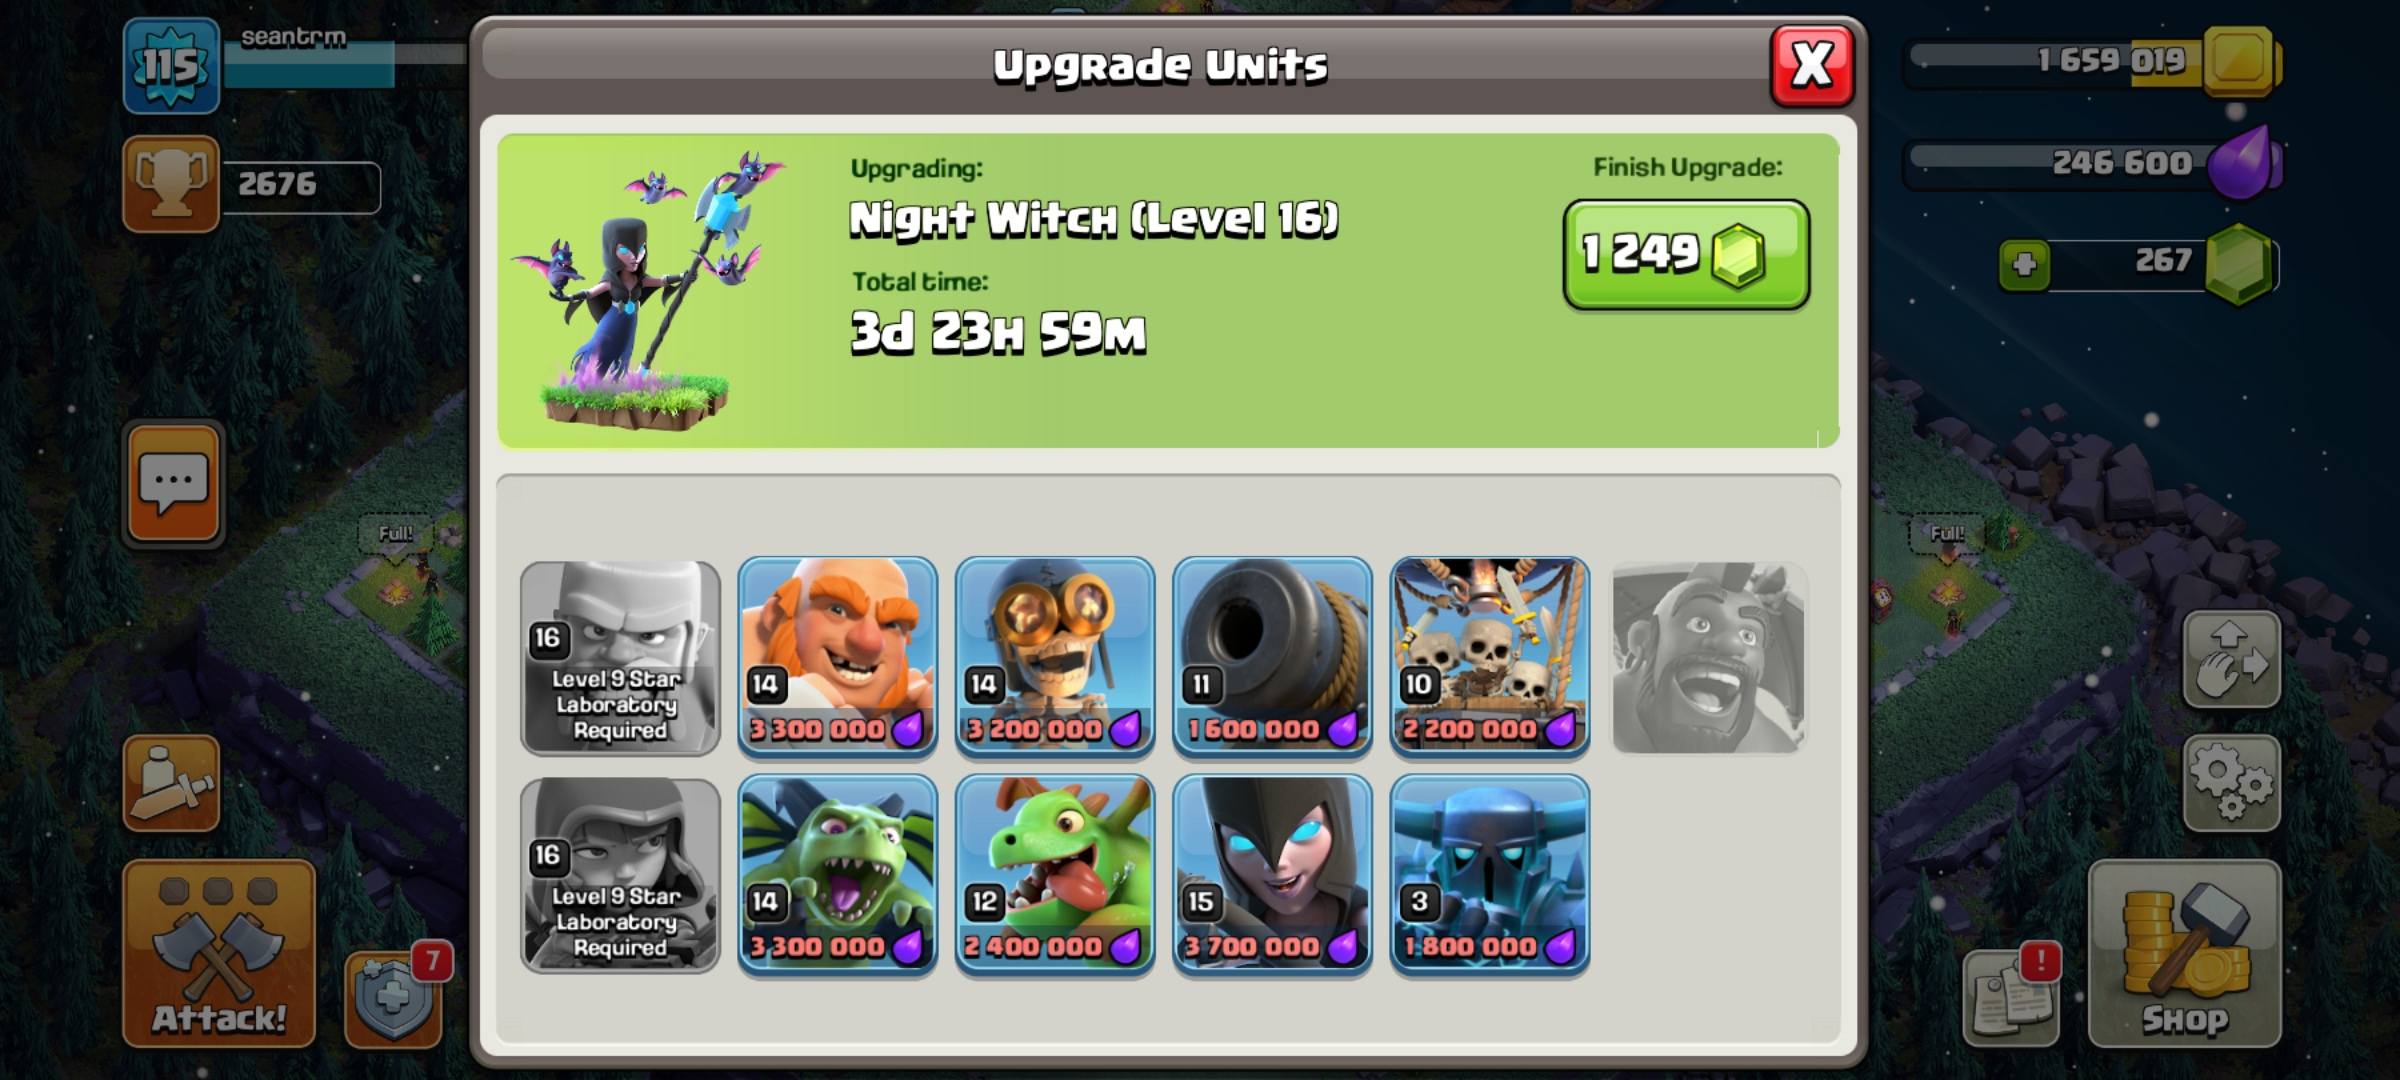 115
seantrm
2676
Upgrade Units
X
1 659 019
246 600
267
Upgrading:
Night Witch (Level 16)
Total time:
3d 23H 59M
Finish Upgrade:
1 249
Full!
Full!
16
Level 9 Star
Laboratory
Required
14
3 300 000
14
3 200 000
11
1 600 000
10
2 200 000
16
Level 9 Star
Laboratory
Required
14
3 300 000
12
2 400 000
15
3 700 000
3
1 800 000
Attack!
7
!
Shop